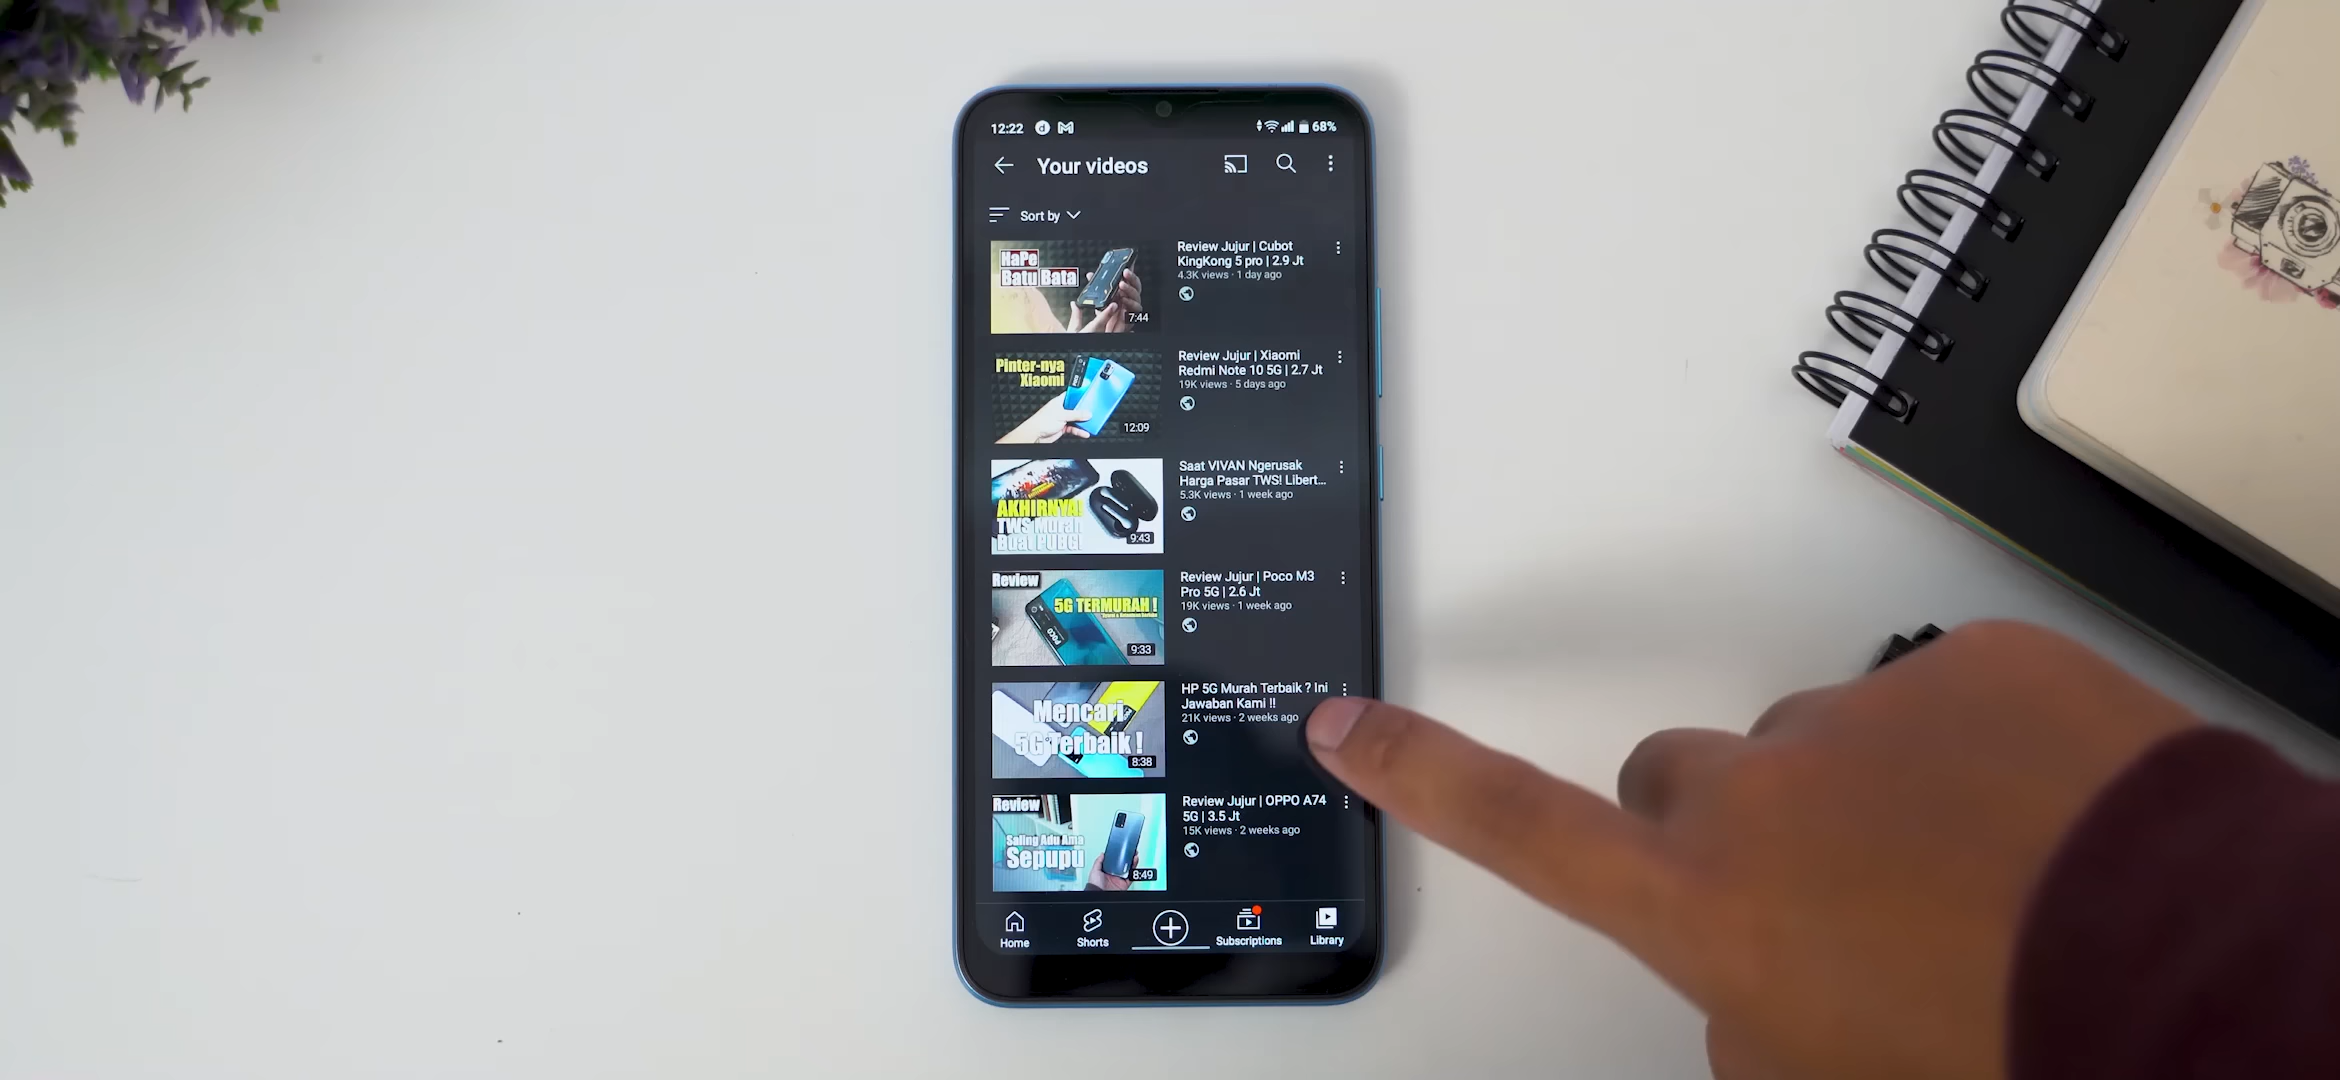 12:22
68%
Your videos
Sort by
HaPe
Batu Bata
7:44
Review Jujur | Cubot
KingKong 5 pro | 2.9 Jt
4.3K views · 1 day ago
Pinter-nya
Xiaomi
12:09
Review Jujur | Xiaomi
Redmi Note 10 5G | 2.7 Jt
19K views · 5 days ago
AKHIRNYA!
TWS Murah
Buat PUBG!
9:43
Saat VIVAN Ngerusak
Harga Pasar TWS! Libert...
5.3K views · 1 week ago
Review
5G TERMURAH !
POCO
9:33
Review Jujur | Poco M3
Pro 5G | 2.6 Jt
19K views · 1 week ago
Mencari
5G Terbaik !
8:38
HP 5G Murah Terbaik ? Ini
Jawaban Kami !!
21K views · 2 weeks ago
Review
Saling Adu Ama
Sepupu
8:49
Review Jujur | OPPO A74
5G | 3.5 Jt
15K views · 2 weeks ago
Home
Shorts
Subscriptions
Library